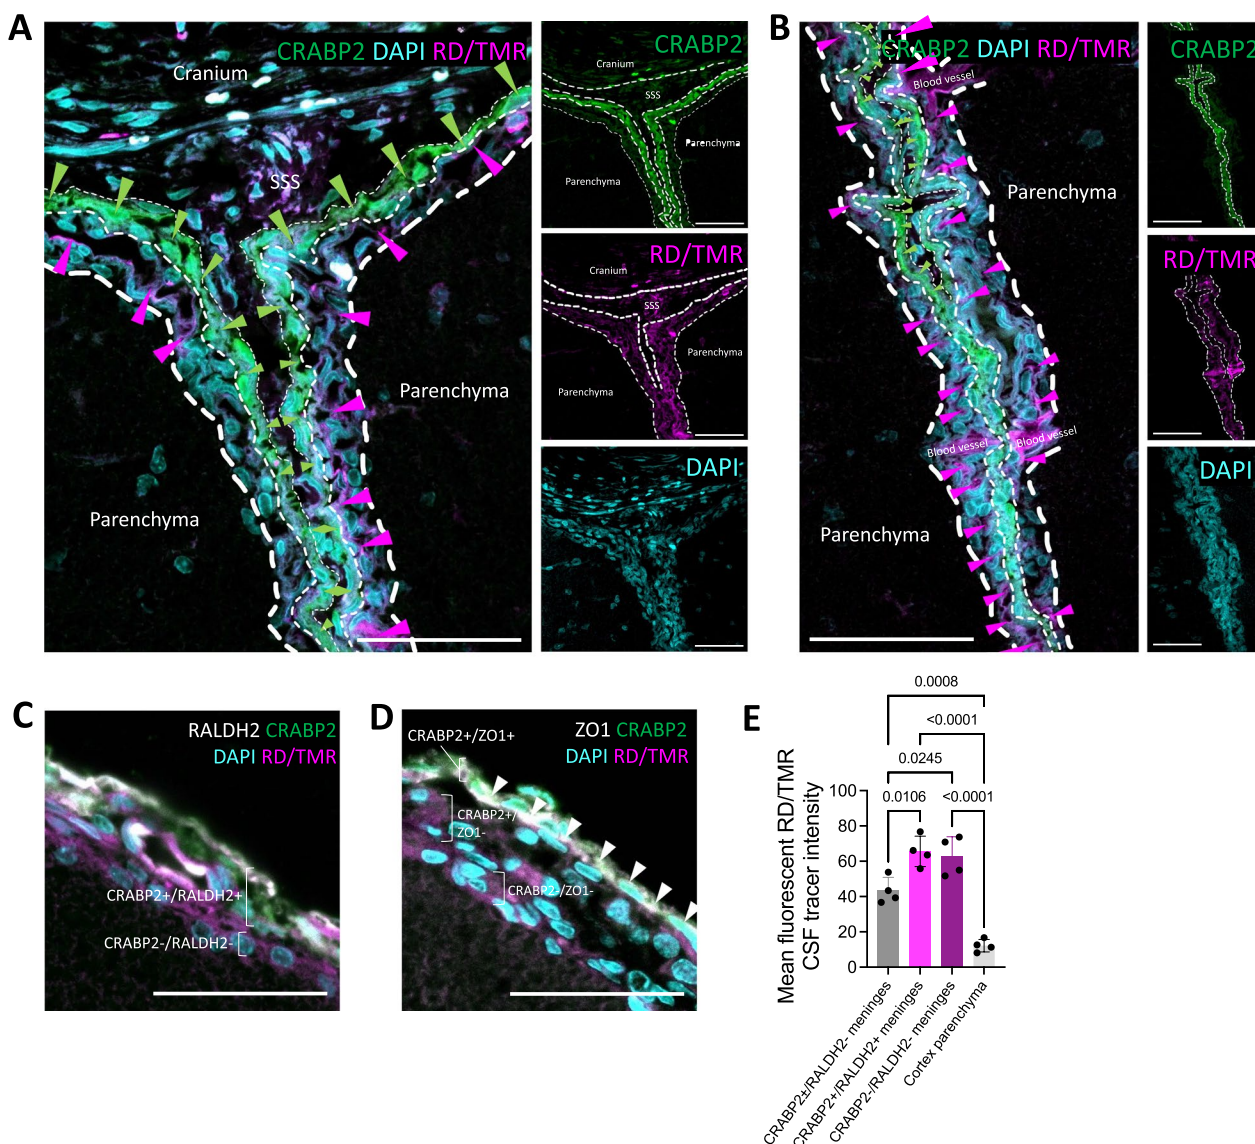 A
CRABP2 DAPI RD/TMR
Cranium
SSS
Parenchyma
Parenchyma
CRABP2
Cranium
SSS
Parenchyma
Parenchyma
RD/TMR
Cranium
SSS
Parenchyma
Parenchyma
DAPI
B
CRABP2 DAPI RD/TMR
Blood vessel
Parenchyma
Blood vessel
Blood vessel
Parenchyma
CRABP2
RD/TMR
DAPI
C
RALDH2 CRABP2
DAPI RD/TMR
CRABP2+/RALDH2+
CRABP2-/RALDH2-
D
ZO1 CRABP2
DAPI RD/TMR
CRABP2+/ZO1+
CRABP2+/
ZO1-
CRABP2-/ZO1-
E
0.0008
<0.0001
0.0245
0.0106
<0.0001
Mean fluorescent RD/TMR
CSF tracer intensity
100
80
60
40
20
0
CRABP2±/RALDH2- meninges
CRABP2+/RALDH2+ meninges
CRABP2-/RALDH2- meninges
Cortex parenchyma